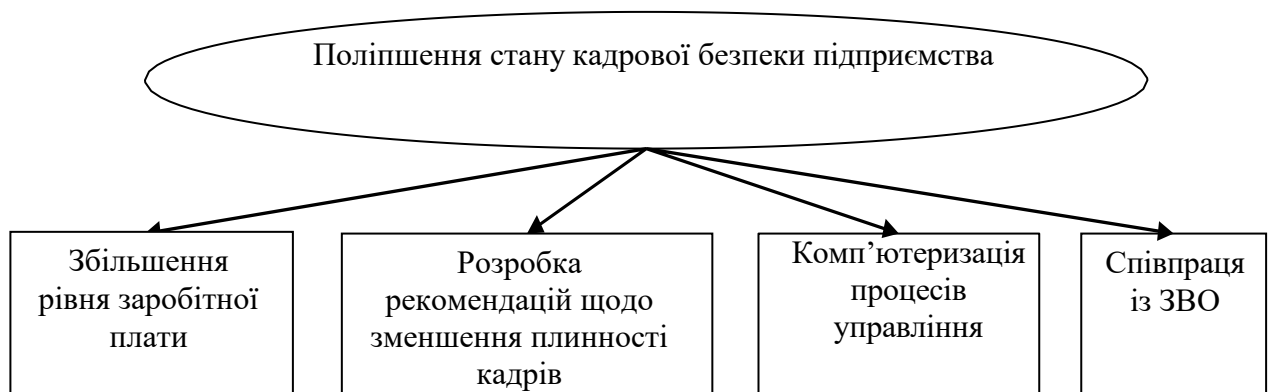 Поліпшення стану кадрової безпеки підприємства
Збільшення
рівня заробітної
плати
Розробка
рекомендацій щодо
зменшення плинності
кадрів
Комп’ютеризація
процесів
управління
Співпраця
із ЗВО